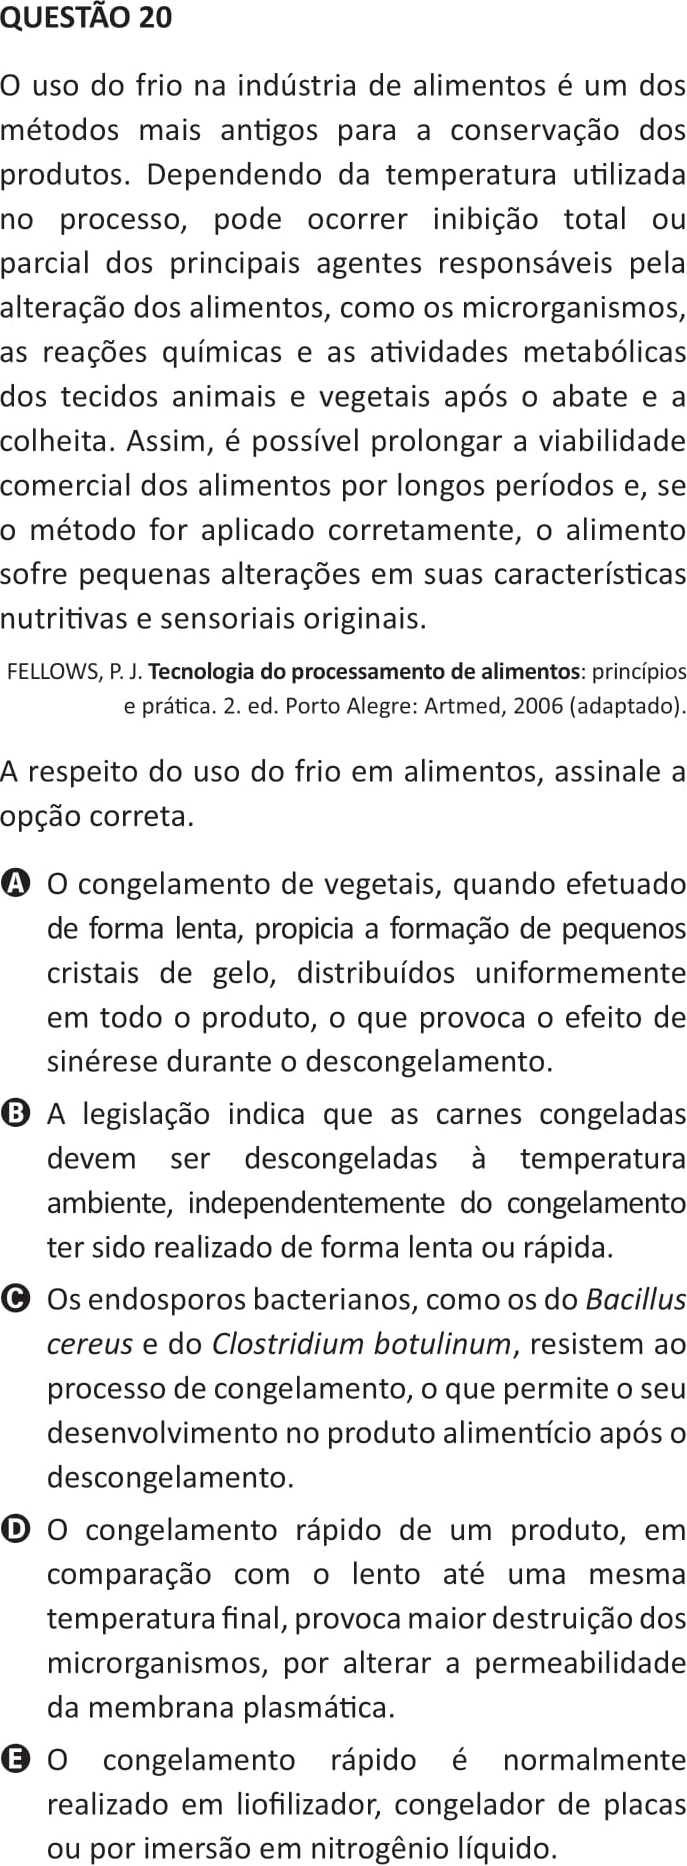 QUESTÃO 20
O uso do frio na indústria de alimentos é um dos
métodos mais antigos para a conservação dos
produtos. Dependendo da temperatura utilizada
no processo, pode ocorrer inibição total ou
parcial dos principais agentes responsáveis pela
alteração dos alimentos, como os microrganismos,
as reações químicas e as atividades metabólicas
dos tecidos animais e vegetais após o abate e a
colheita. Assim, é possível prolongar a viabilidade
comercial dos alimentos por longos períodos e, se
o método for aplicado corretamente, o alimento
sofre pequenas alterações em suas características
nutritivas e sensoriais originais.
FELLOWS, P. J. Tecnologia do processamento de alimentos: princípios
e prática. 2. ed. Porto Alegre: Artmed, 2006 (adaptado).
A respeito do uso do frio em alimentos, assinale a
opção correta.
A O congelamento de vegetais, quando efetuado
de forma lenta, propicia a formação de pequenos
cristais de gelo, distribuídos uniformemente
em todo o produto, o que provoca o efeito de
sinérese durante o descongelamento.
B A legislação indica que as carnes congeladas
devem ser descongeladas à temperatura
ambiente, independentemente do congelamento
ter sido realizado de forma lenta ou rápida.
C Os endosporos bacterianos, como os do Bacillus
cereus e do Clostridium botulinum, resistem ao
processo de congelamento, o que permite o seu
desenvolvimento no produto alimentício após o
descongelamento.
D O congelamento rápido de um produto, em
comparação com o lento até uma mesma
temperatura final, provoca maior destruição dos
microrganismos, por alterar a permeabilidade
da membrana plasmática.
E O congelamento rápido é normalmente
realizado em liofilizador, congelador de placas
ou por imersão em nitrogênio líquido.